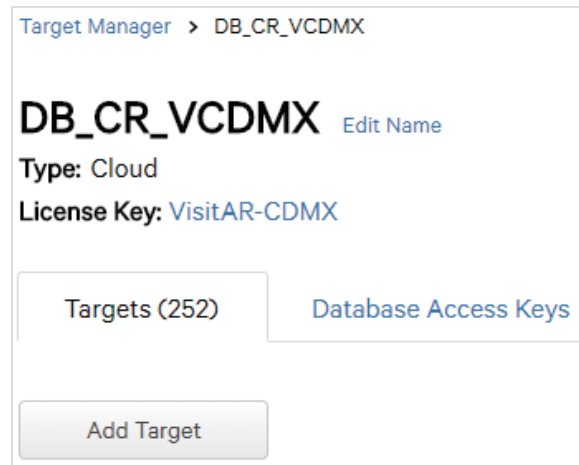 Target Manager > DB_CR_VCDMX
DB_CR_VCDMX Edit Name
Type: Cloud
License Key: VisitAR-CDMX
Targets (252) Database Access Keys
Add Target